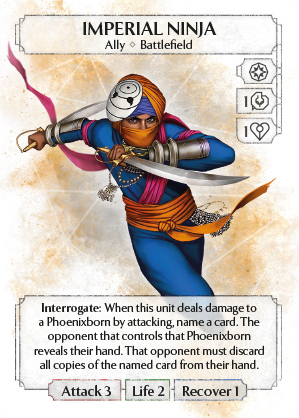 IMPERIAL NINJA
Ally ◇ Battlefield
1
1
Interrogate: When this unit deals damage to
a Phoenixborn by attacking, name a card. The
opponent that controls that Phoenixborn
reveals their hand. That opponent must discard
all copies of the named card from their hand.
Attack 3 Life 2 Recover 1